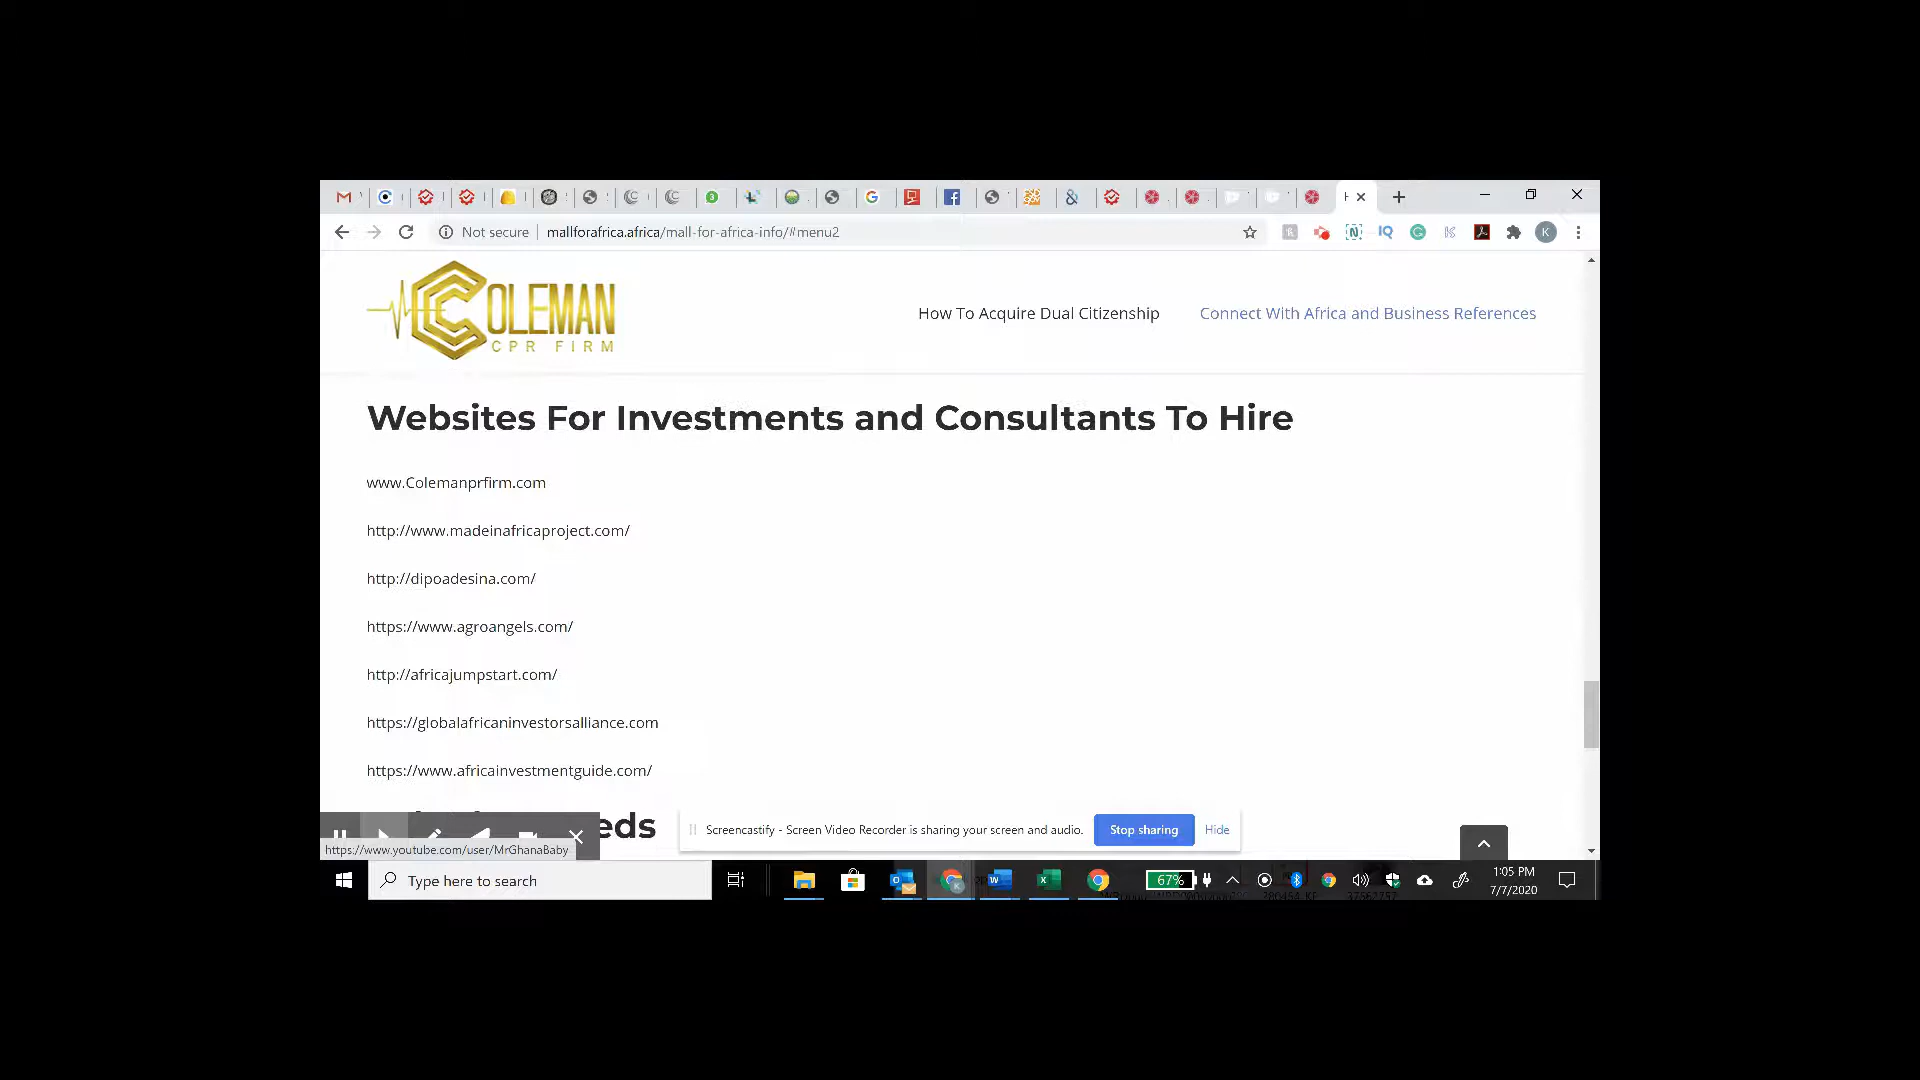 Not secure
mallforafrica.africa/mall-for-africa-info/#menu2
IQ
K
COLEMAN
CPR FIRM
How To Acquire Dual Citizenship
Connect With Africa and Business References
Websites For Investments and Consultants To Hire
www.Colemanprfirm.com
http://www.madeinafricaproject.com/
http://dipoadesina.com/
https://www.agroangels.com/
http://africajumpstart.com/
https://globalafricaninvestorsalliance.com
https://www.africainvestmentguide.com/
eds
Screencastify - Screen Video Recorder is sharing your screen and audio.
Stop sharing
Hide
https://www.youtube.com/user/MrGhanaBaby
Type here to search
67%
1:05 PM
7/7/2020